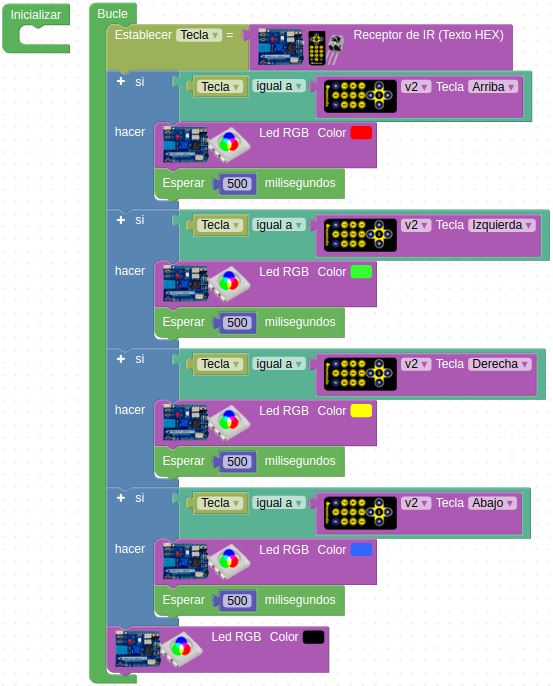 Inicializar
Bucle
Establecer Tecla ▾ = Receptor de IR (Texto HEX)
+ si Tecla ▾ igual a ▾ v2 ▾ Tecla Arriba ▾
hacer Led RGB Color
Esperar 500 milisegundos
+ si Tecla ▾ igual a ▾ v2 ▾ Tecla Izquierda ▾
hacer Led RGB Color
Esperar 500 milisegundos
+ si Tecla ▾ igual a ▾ v2 ▾ Tecla Derecha ▾
hacer Led RGB Color
Esperar 500 milisegundos
+ si Tecla ▾ igual a ▾ v2 ▾ Tecla Abajo ▾
hacer Led RGB Color
Esperar 500 milisegundos
Led RGB Color